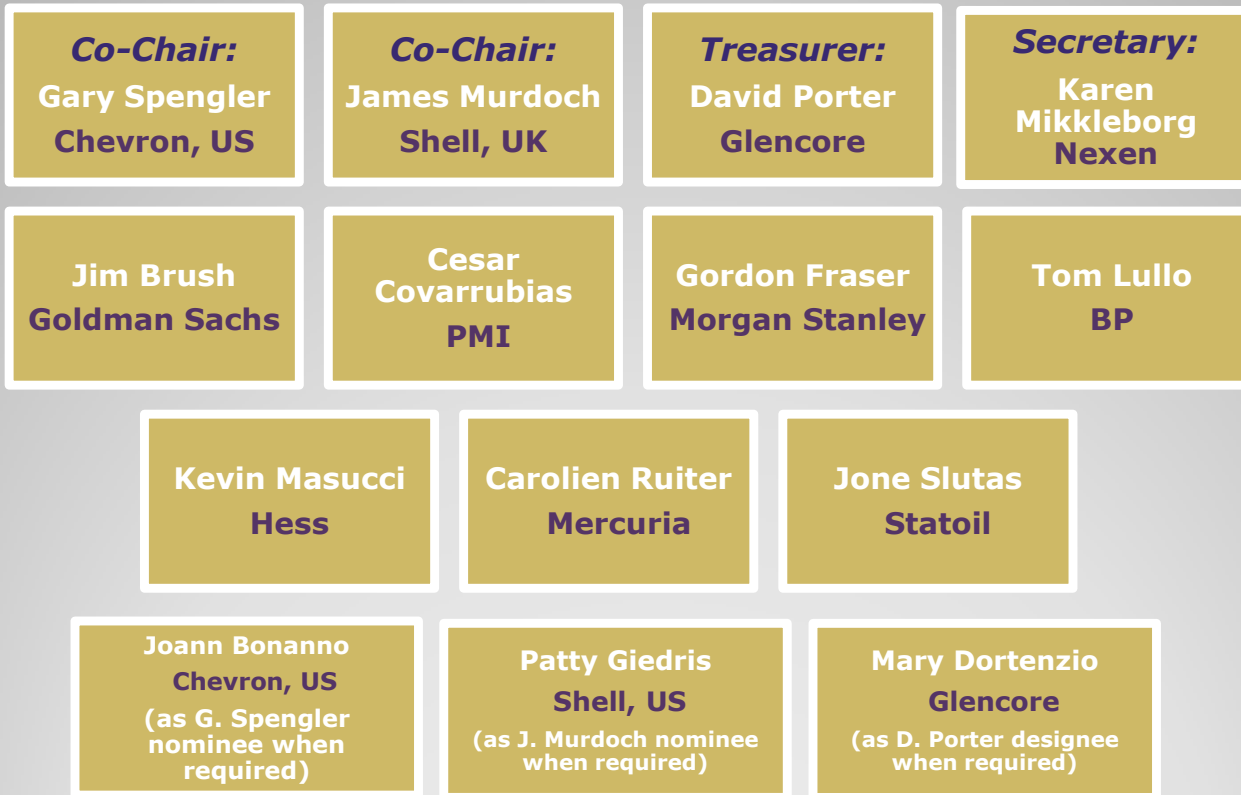 Co-Chair:
Gary Spengler
Chevron, US
Co-Chair:
James Murdoch
Shell, UK
Treasurer:
David Porter
Glencore
Secretary:
Karen
Mikkleborg
Nexen
Jim Brush
Goldman Sachs
Cesar
Covarrubias
PMI
Gordon Fraser
Morgan Stanley
Tom Lullo
BP
Kevin Masucci
Hess
Carolien Ruiter
Mercuria
Jone Slutas
Statoil
Joann Bonanno
Chevron, US
(as G. Spengler
nominee when
required)
Patty Giedris
Shell, US
(as J. Murdoch nominee
when required)
Mary Dortenzio
Glencore
(as D. Porter designee
when required)